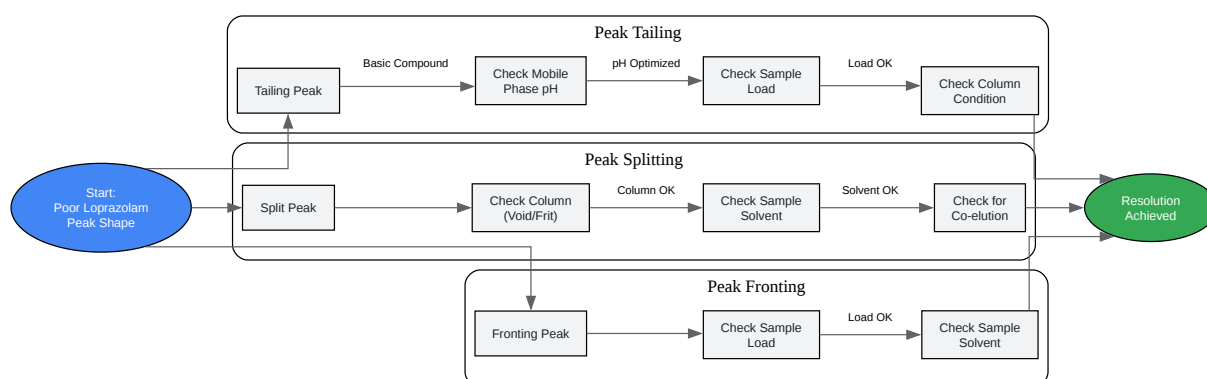 Peak Tailing
Basic Compound
pH Optimized
Load OK
Tailing Peak
Check Mobile
Phase pH
Check Sample
Load
Check Column
Condition
Peak Splitting
Start:
Poor Loprazolam
Peak Shape
Column OK
Solvent OK
Split Peak
Check Column
(Void/Frit)
Check Sample
Solvent
Check for
Co-elution
Resolution
Achieved
Peak Fronting
Load OK
Fronting Peak
Check Sample
Load
Check Sample
Solvent